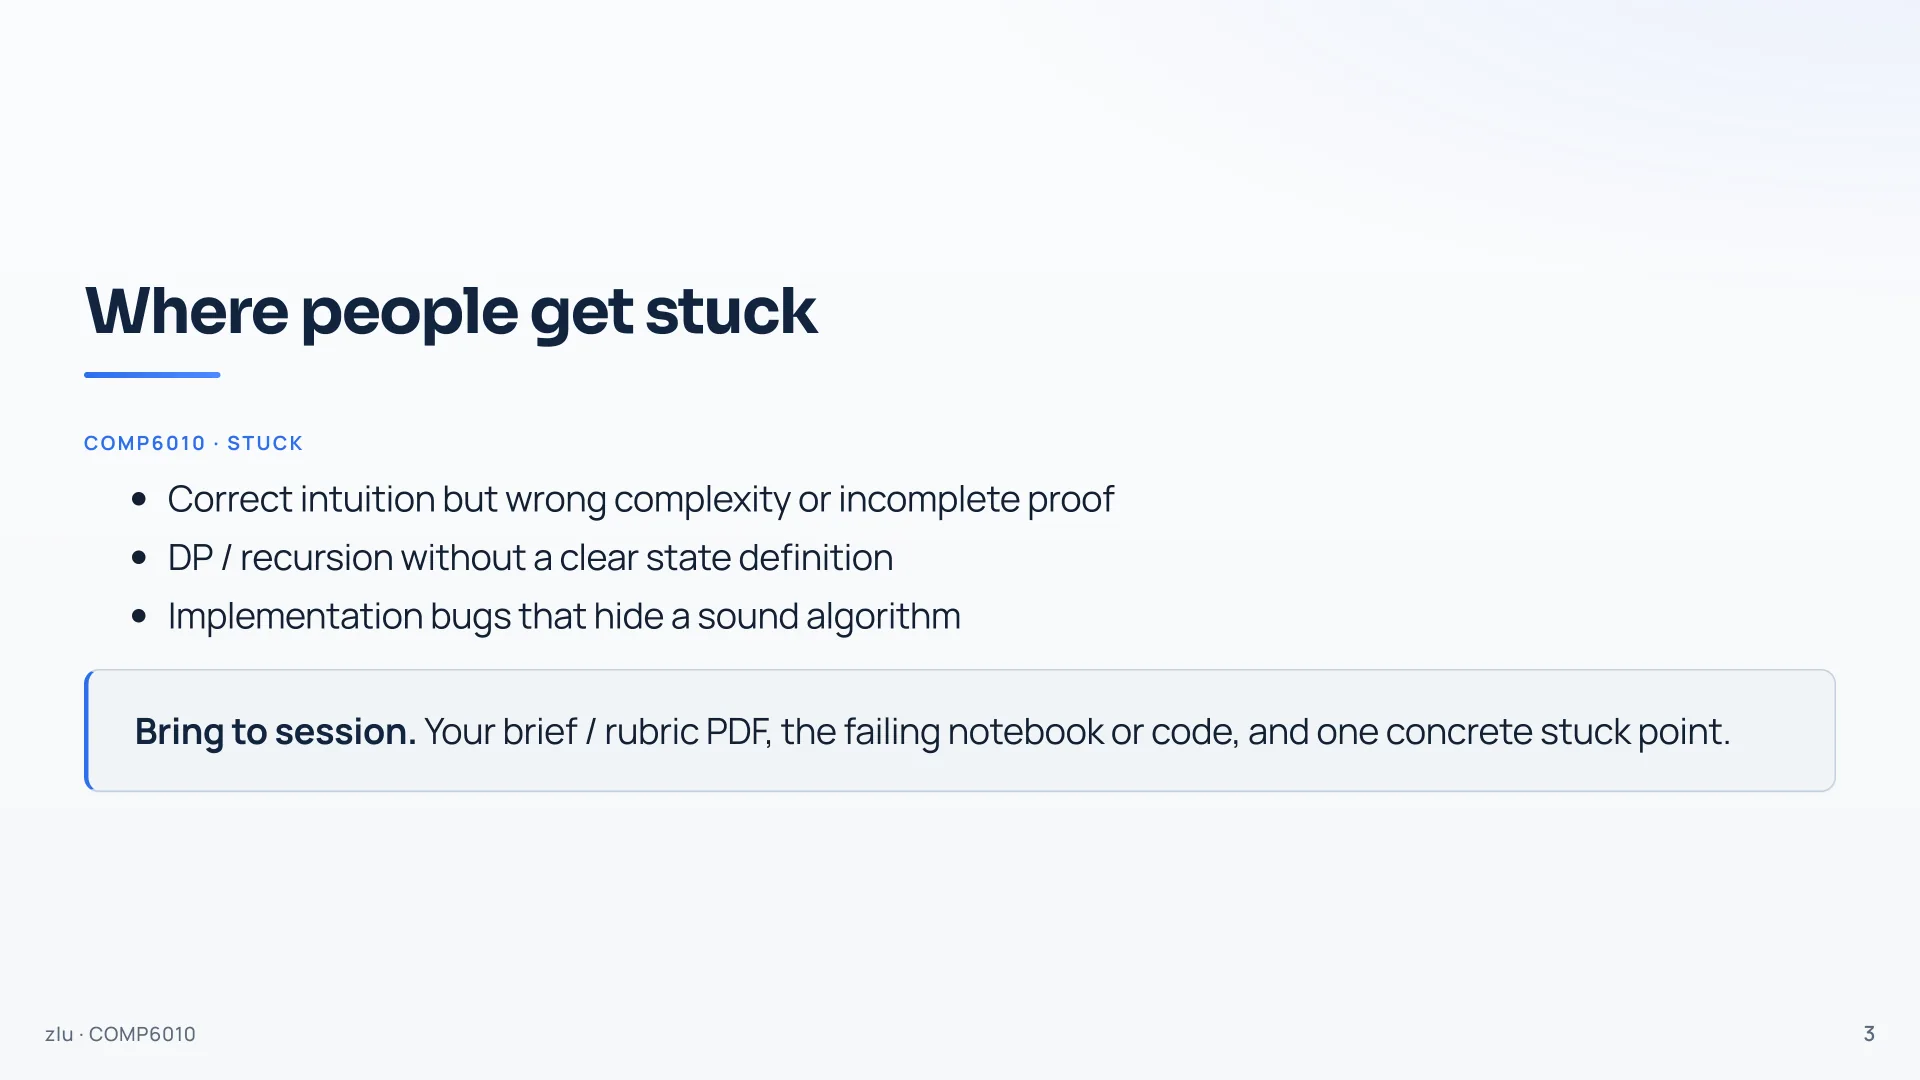 Where people get stuck
COMP6010 · STUCK
• Correct intuition but wrong complexity or incomplete proof
• DP / recursion without a clear state definition
• Implementation bugs that hide a sound algorithm
Bring to session. Your brief / rubric PDF, the failing notebook or code, and one concrete stuck point.
zlu · COMP6010
3